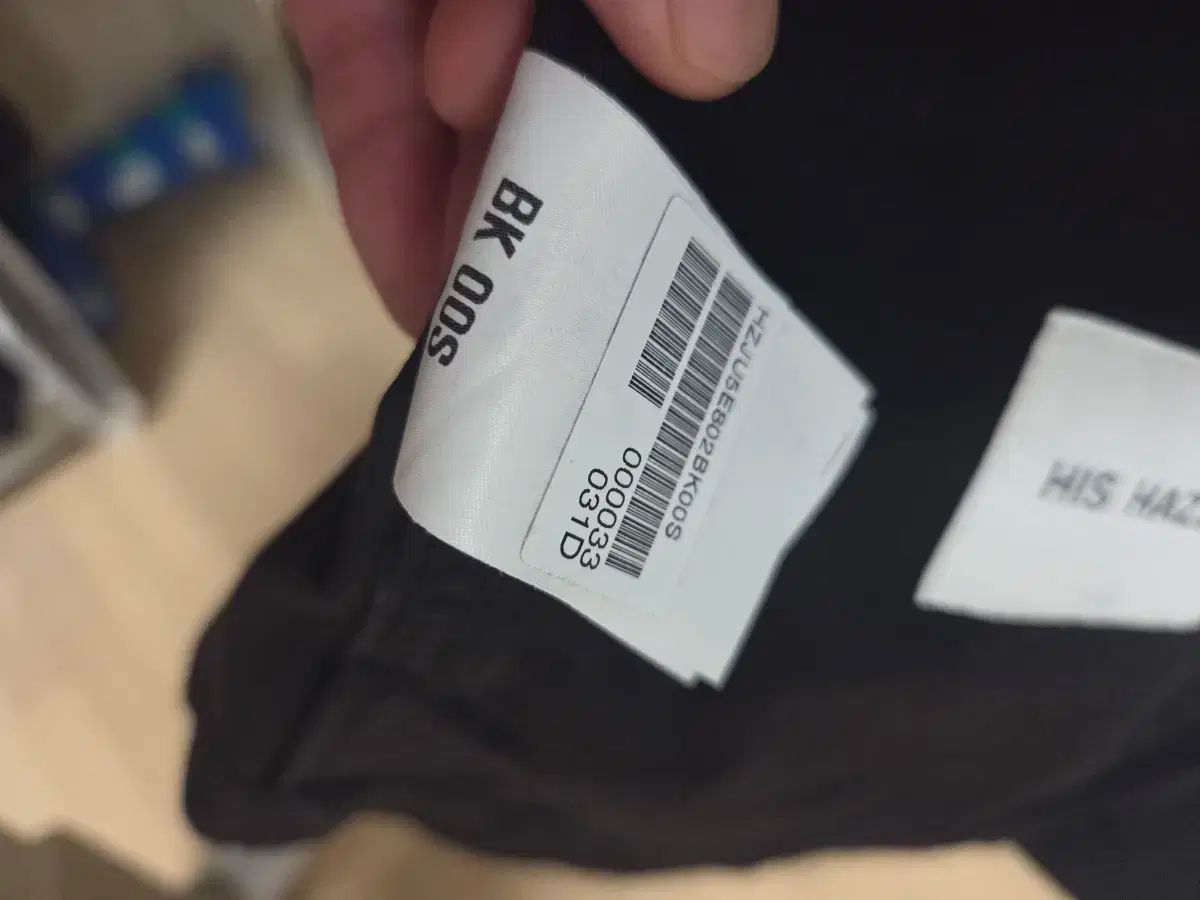 BK 00S
HZJU5E802BK00S
000033
031D
HIS HAZ